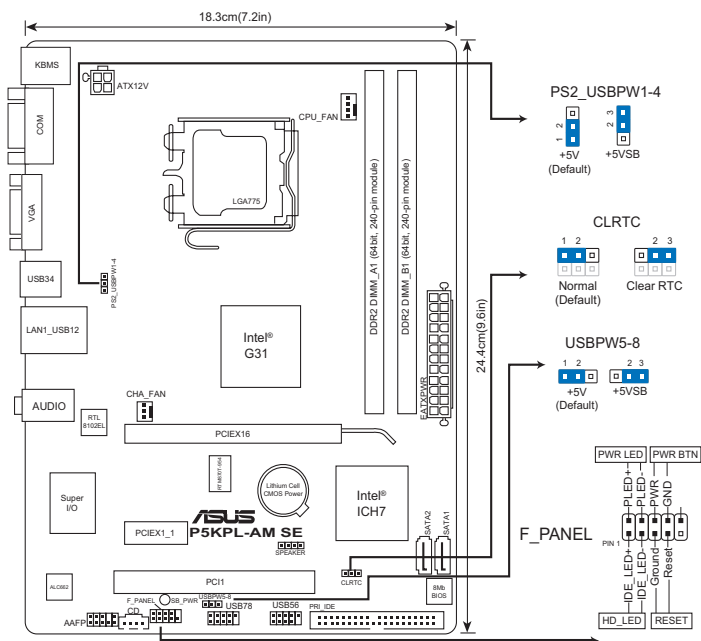 18.3cm(7.2in)
KBMS
ATX12V
CPU_FAN
COM
VGA
LGA775
DDR2 DIMM_A1 (64bit, 240-pin module)
DDR2 DIMM_B1 (64bit, 240-pin module)
24.4cm(9.6in)
PS2_USBPW1-4
USB34
LAN1_USB12
Intel®
G31
EATXPWR
CHA_FAN
AUDIO
RTL
8102EL
PCIEX16
Lithium Cell
CMOS Power
Super
I/O
Intel®
ICH7
ASUS
P5KPL-AM SE
PCIEX1_1
SPEAKER
SATA2
SATA1
CLRTC
PCI1
ALC662
8Mb
BIOS
F_PANEL
SB_PWR
USBPW5-8
AAFP
CD
USB78
USB56
PRI_IDE
PS2_USBPW1-4
1 2
2 3
+5V
(Default)
+5VSB
CLRTC
1 2
2 3
Normal
(Default)
Clear RTC
USBPW5-8
1 2
2 3
+5V
(Default)
+5VSB
F_PANEL
PWR LED
PWR BTN
PLED+
PLED-
PWR
GND
PIN 1
IDE_LED+
IDE_LED-
Ground
Reset
HD_LED
RESET